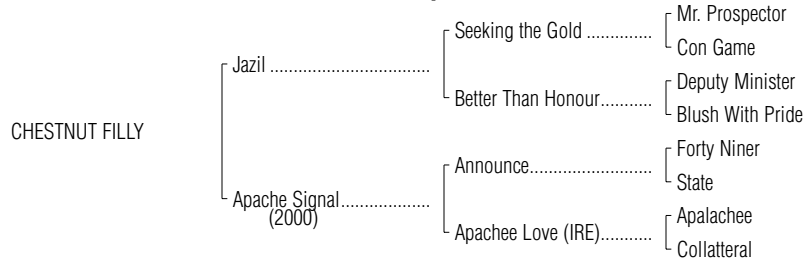 Mr. Prospector
Seeking the Gold ..............
Con Game
Jazil .................................
Deputy Minister
Better Than Honour...........
Blush With Pride
CHESTNUT FILLY
Forty Niner
Announce..........................
State
Apache Signal...................
(2000)
Apalachee
Apachee Love (IRE)...........
Collatteral